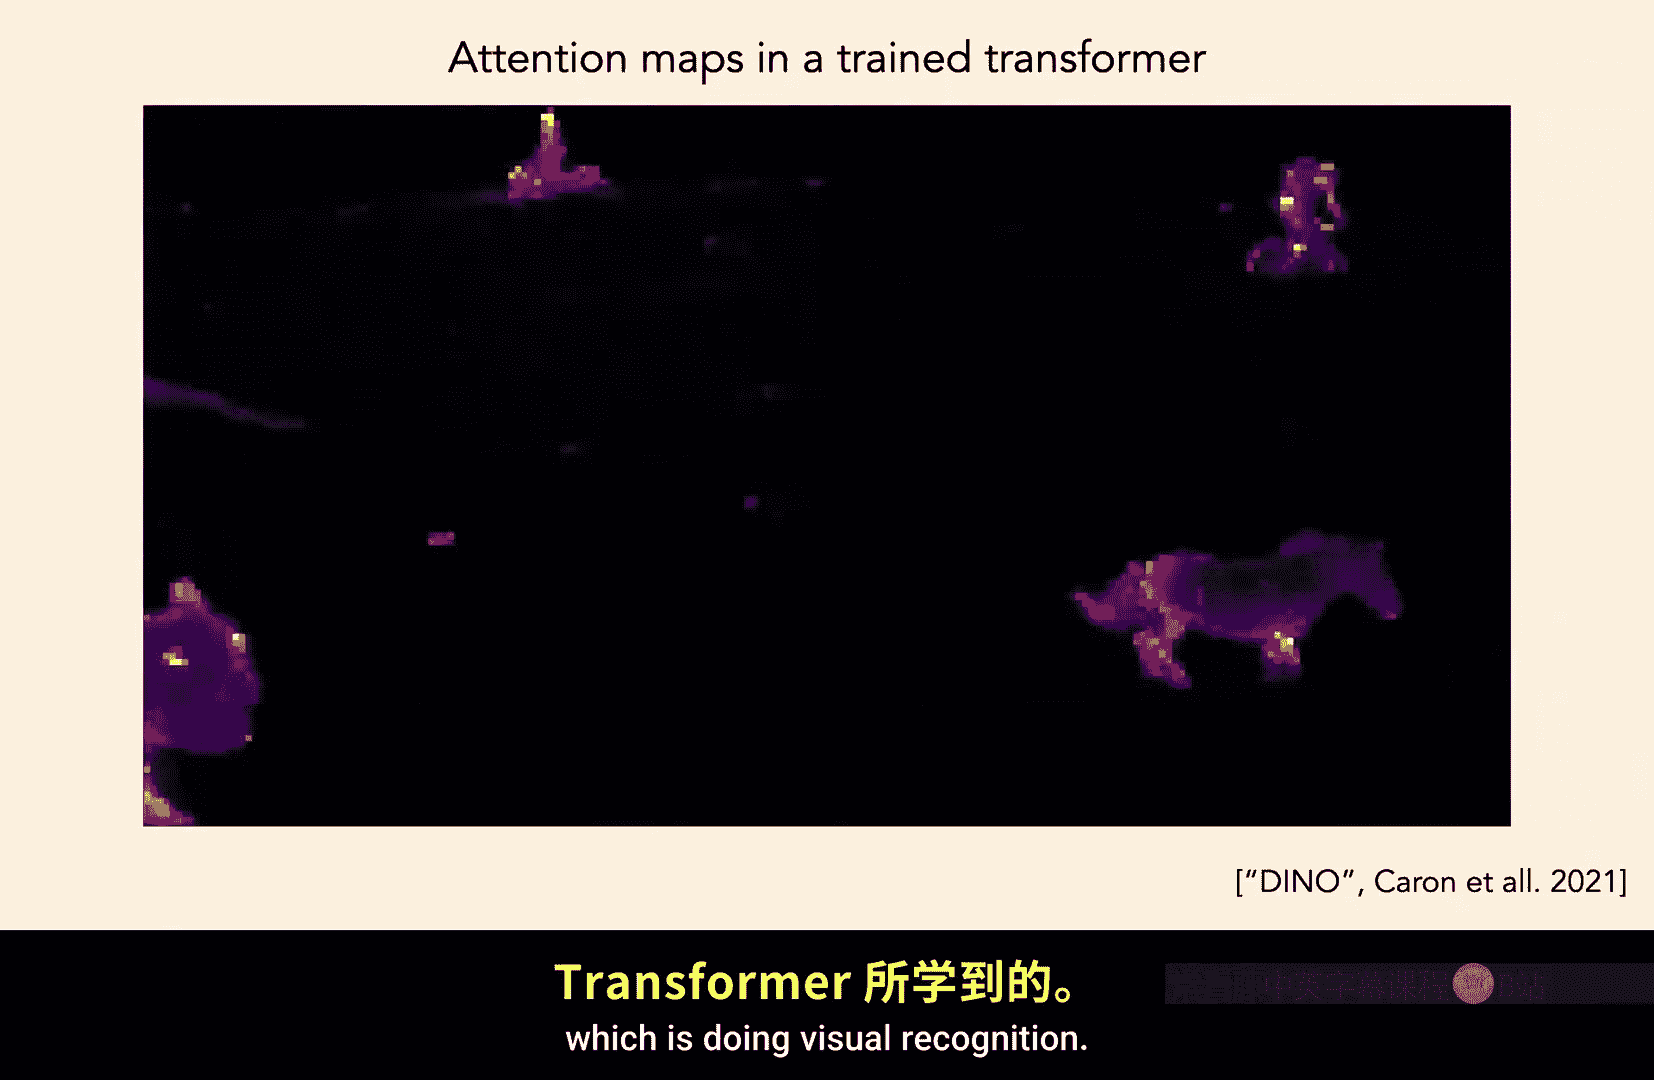 Attention maps in a trained transformer
["DINO", Caron et all. 2021]
Transformer 所学到的。
which is doing visual recognition.